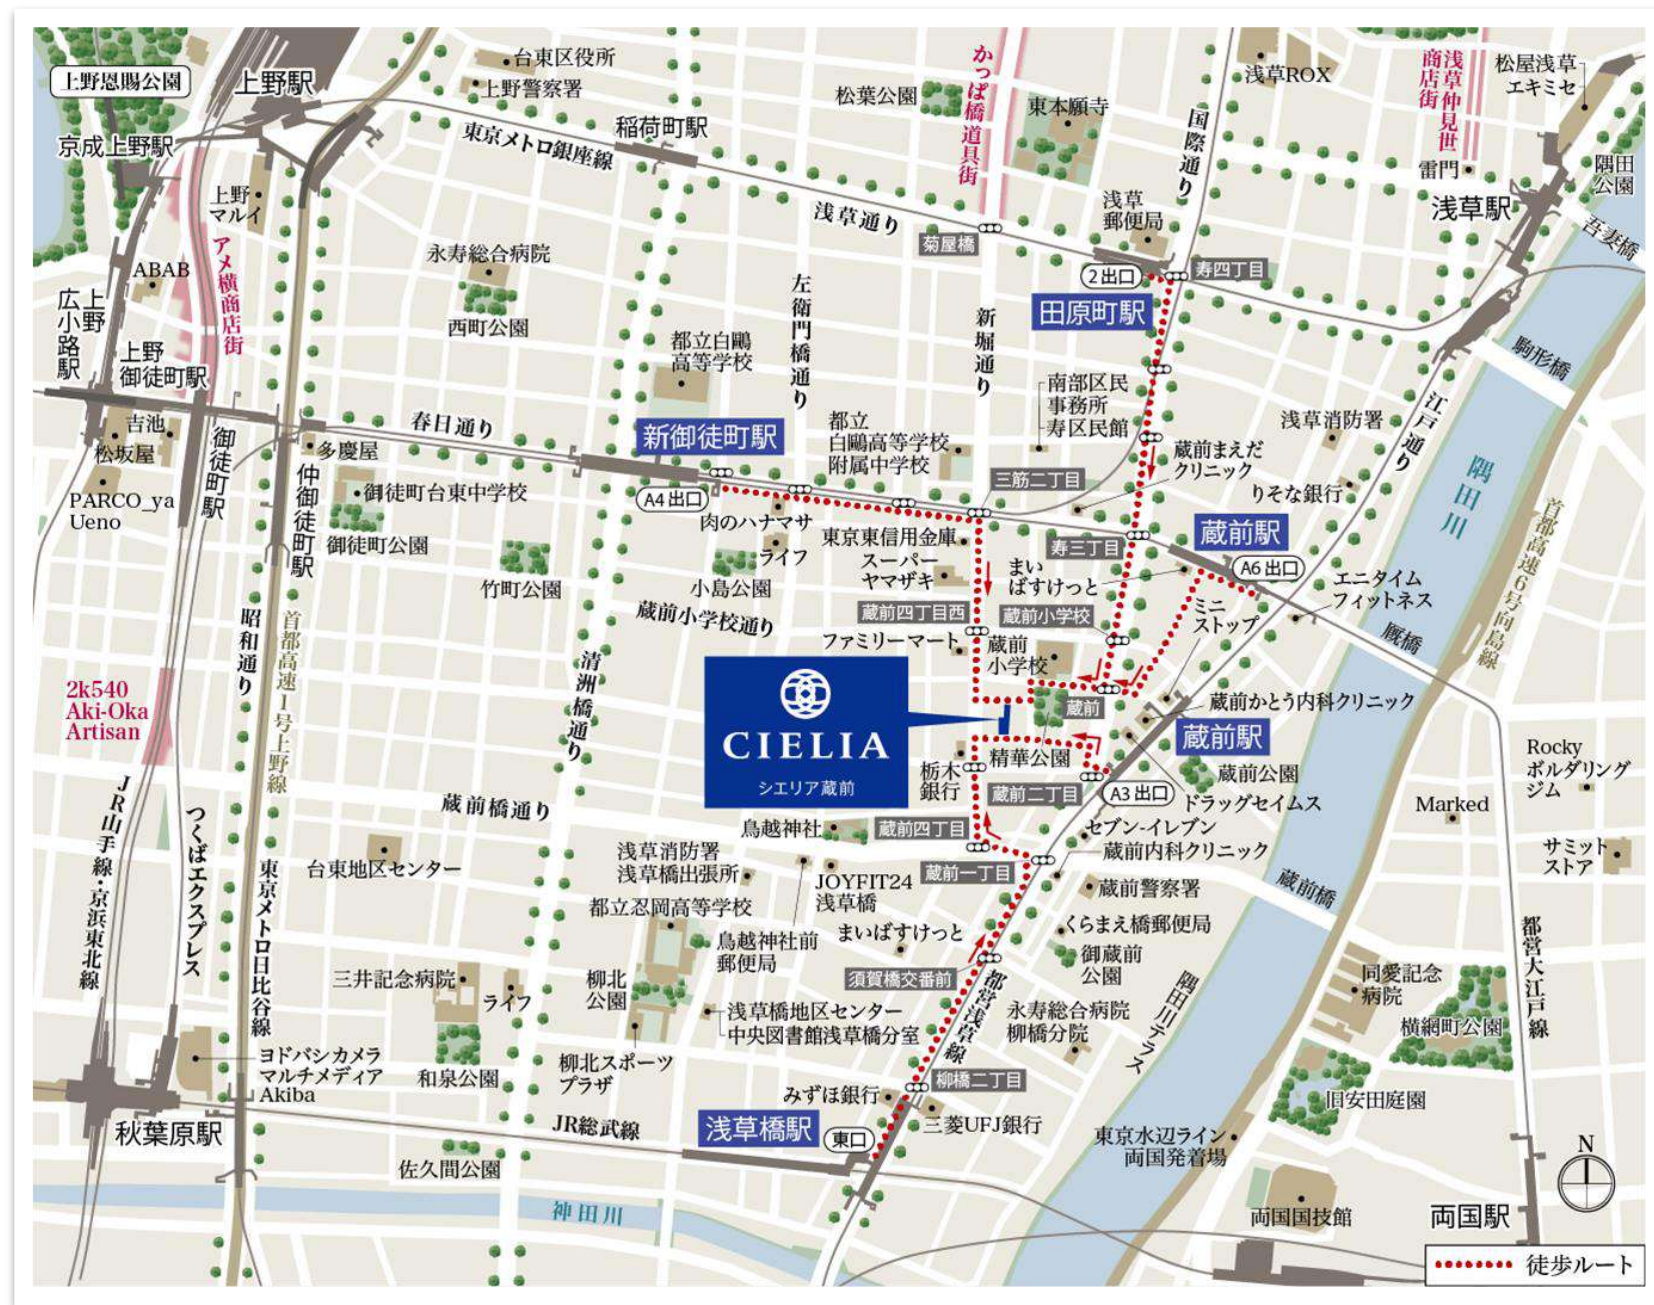 上野恩賜公園
上野駅
台東区役所
上野警察署
京成上野駅
稲荷町駅
東京メトロ銀座線
松葉公園
かっぱ橋道具街
東本願寺
国際通り
浅草ROX
浅草仲見世
商店街
松屋浅草
エキミセ
雷門
隅田
公園
浅草駅
吾妻橋
上野
マルイ
浅草通り
菊屋橋
浅草
郵便局
2出口
寿四丁目
田原町駅
ABAB
アメ横商店街
永寿総合病院
西町公園
左衛門橋通り
新堀通り
駒形橋
上野
広小路駅
上野
御徒町駅
都立白鷗
高等学校
南部区民
事務所
寿区民館
江戸通り
浅草消防署
吉池
松坂屋
御徒町駅
春日通り
多慶屋
仲御徒町駅
新御徒町駅
都立
白鷗高等学校
附属中学校
蔵前まえだ
クリニック
りそな銀行
隅田川
首都高速6号向島線
PARCO_ya
Ueno
御徒町台東中学校
御徒町公園
A4出口
肉のハナマサ
ライフ
三筋二丁目
東京東信用金庫
スーパー
ヤマザキ
寿三丁目
蔵前駅
A6出口
まい
ばすけっと
エニタイム
フィットネス
竹町公園
小島公園
蔵前小学校通り
蔵前四丁目西
ファミリーマート
蔵前
小学校
蔵前小学校
ミニ
ストップ
厩橋
昭和通り
首都高速1号上野線
清洲橋通り
2k540
Aki-Oka
Artisan
CIELIA
シエリア蔵前
蔵前
蔵前かとう内科クリニック
蔵前駅
精華公園
栃木
銀行
蔵前二丁目
A3出口
蔵前公園
ドラッグセイムス
Rocky
ボルダリング
ジム
Marked
JR山手線・京浜東北線
つくばエクスプレス
蔵前橋通り
鳥越神社
蔵前四丁目
セブン-イレブン
蔵前内科クリニック
サミット
ストア
台東地区センター
東京メトロ日比谷線
浅草消防署
浅草橋出張所
JOYFIT24
浅草橋
蔵前一丁目
蔵前警察署
蔵前橋
都立忍岡高等学校
鳥越神社前
郵便局
まいばすけっと
くらまえ橋郵便局
御蔵前
公園
都営大江戸線
三井記念病院
ライフ
柳北
公園
須賀橋交番前
都営浅草線
隅田川テラス
同愛記念
病院
横網町公園
浅草橋地区センター
中央図書館浅草橋分室
永寿総合病院
柳橋分院
ヨドバシカメラ
マルチメディア
Akiba
和泉公園
柳北スポーツ
プラザ
柳橋二丁目
みずほ銀行
三菱UFJ銀行
旧安田庭園
秋葉原駅
JR総武線
浅草橋駅
東口
東京水辺ライン
両国発着場
佐久間公園
神田川
両国国技館
両国駅
N
徒歩ルート